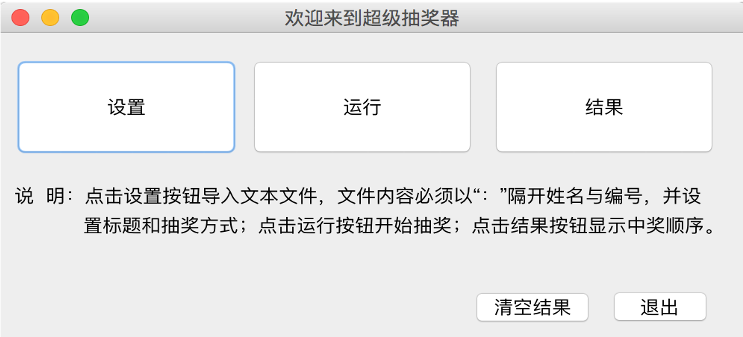 欢迎来到超级抽奖器
设置
运行
结果
说 明：点击设置按钮导入文本文件，文件内容必须以“：”隔开姓名与编号，并设
置标题和抽奖方式；点击运行按钮开始抽奖；点击结果按钮显示中奖顺序。
清空结果
退出